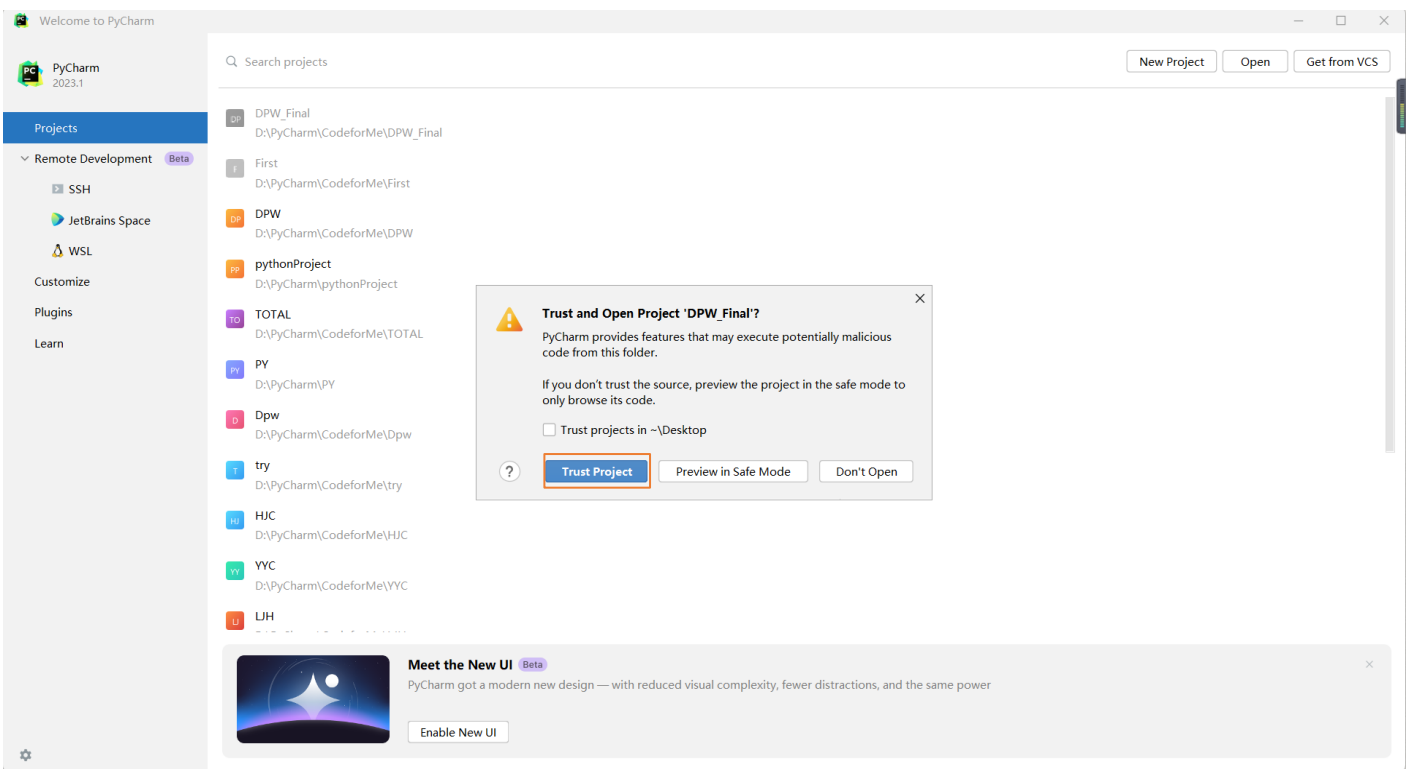 Welcome to PyCharm
PyCharm
2023.1
Search projects
New Project
Open
Get from VCS
Projects
Remote Development Beta
SSH
JetBrains Space
WSL
Customize
Plugins
Learn
DP
DPW_Final
D:\PyCharm\CodeforMe\DPW_Final
F
First
D:\PyCharm\CodeforMe\First
DP
DPW
D:\PyCharm\CodeforMe\DPW
PP
pythonProject
D:\PyCharm\pythonProject
TO
TOTAL
D:\PyCharm\CodeforMe\TOTAL
PY
PY
D:\PyCharm\PY
D
Dpw
D:\PyCharm\CodeforMe\Dpw
T
try
D:\PyCharm\CodeforMe\try
HJ
HJC
D:\PyCharm\CodeforMe\HJC
YY
YYC
D:\PyCharm\CodeforMe\YYC
LJ
LJH
Trust and Open Project 'DPW_Final'?
PyCharm provides features that may execute potentially malicious
code from this folder.
If you don't trust the source, preview the project in the safe mode to
only browse its code.
Trust projects in ~\Desktop
?
Trust Project
Preview in Safe Mode
Don't Open
Meet the New UI Beta
PyCharm got a modern new design — with reduced visual complexity, fewer distractions, and the same power
Enable New UI